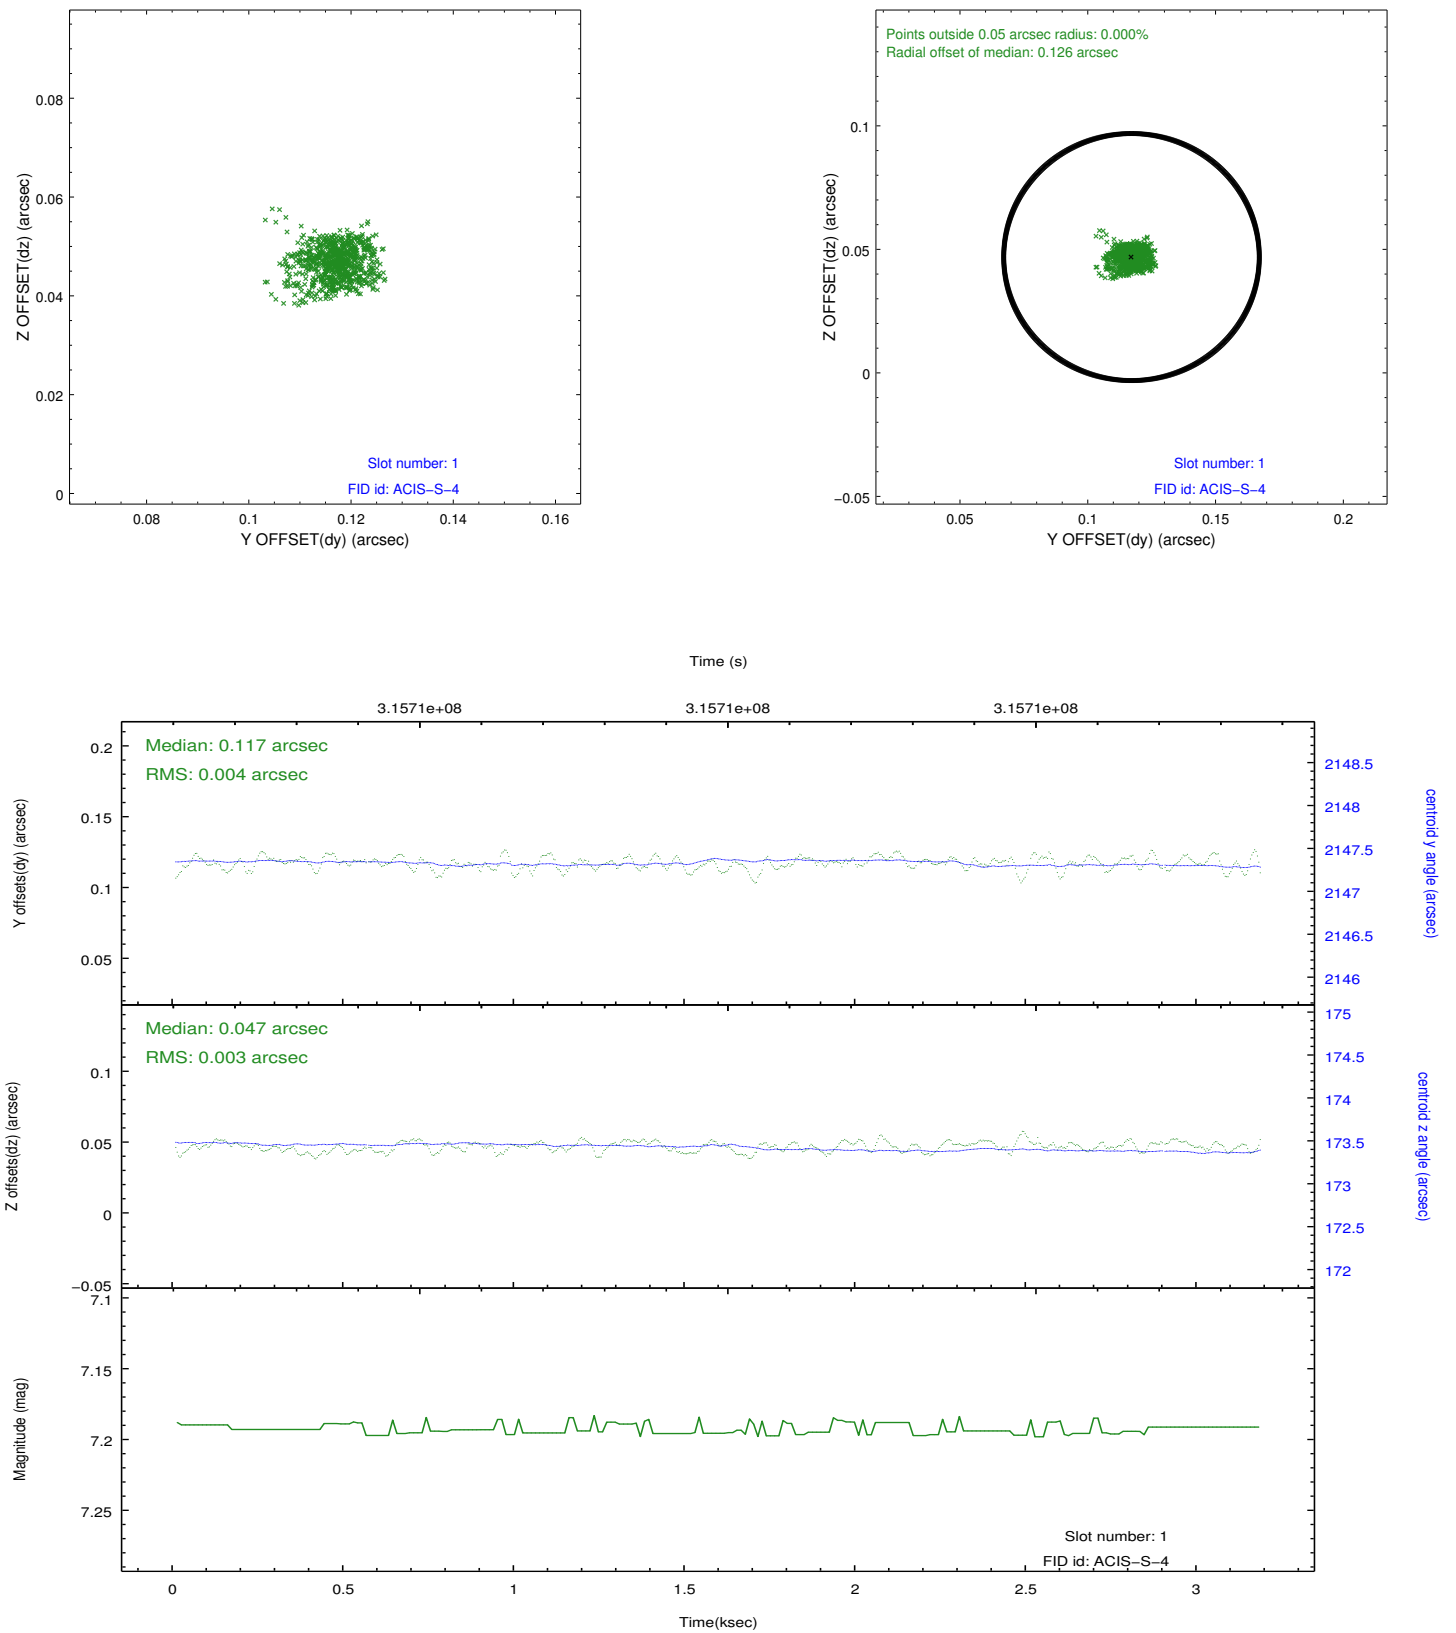 0.08
0.06
0.04
0.02
0
Z OFFSET(dz) (arcsec)
Slot number: 1
FID id: ACIS−S−4
0.08
0.1
0.12
0.14
0.16
Y OFFSET(dy) (arcsec)
Points outside 0.05 arcsec radius: 0.000%
Radial offset of median: 0.126 arcsec
0.1
0.05
0
−0.05
Z OFFSET(dz) (arcsec)
Slot number: 1
FID id: ACIS−S−4
0.05
0.1
0.15
0.2
Y OFFSET(dy) (arcsec)
Time (s)
3.1571e+08
3.1571e+08
3.1571e+08
Median: 0.117 arcsec
RMS: 0.004 arcsec
0.2
0.15
0.1
0.05
Y offsets(dy) (arcsec)
2148.5
2148
2147.5
2147
2146.5
2146
centroid y angle (arcsec)
Median: 0.047 arcsec
RMS: 0.003 arcsec
0.1
0.05
0
−0.05
Z offsets(dz) (arcsec)
175
174.5
174
173.5
173
172.5
172
centroid z angle (arcsec)
7.1
7.15
7.2
7.25
Magnitude (mag)
Slot number: 1
FID id: ACIS−S−4
0
0.5
1
1.5
2
2.5
3
Time(ksec)